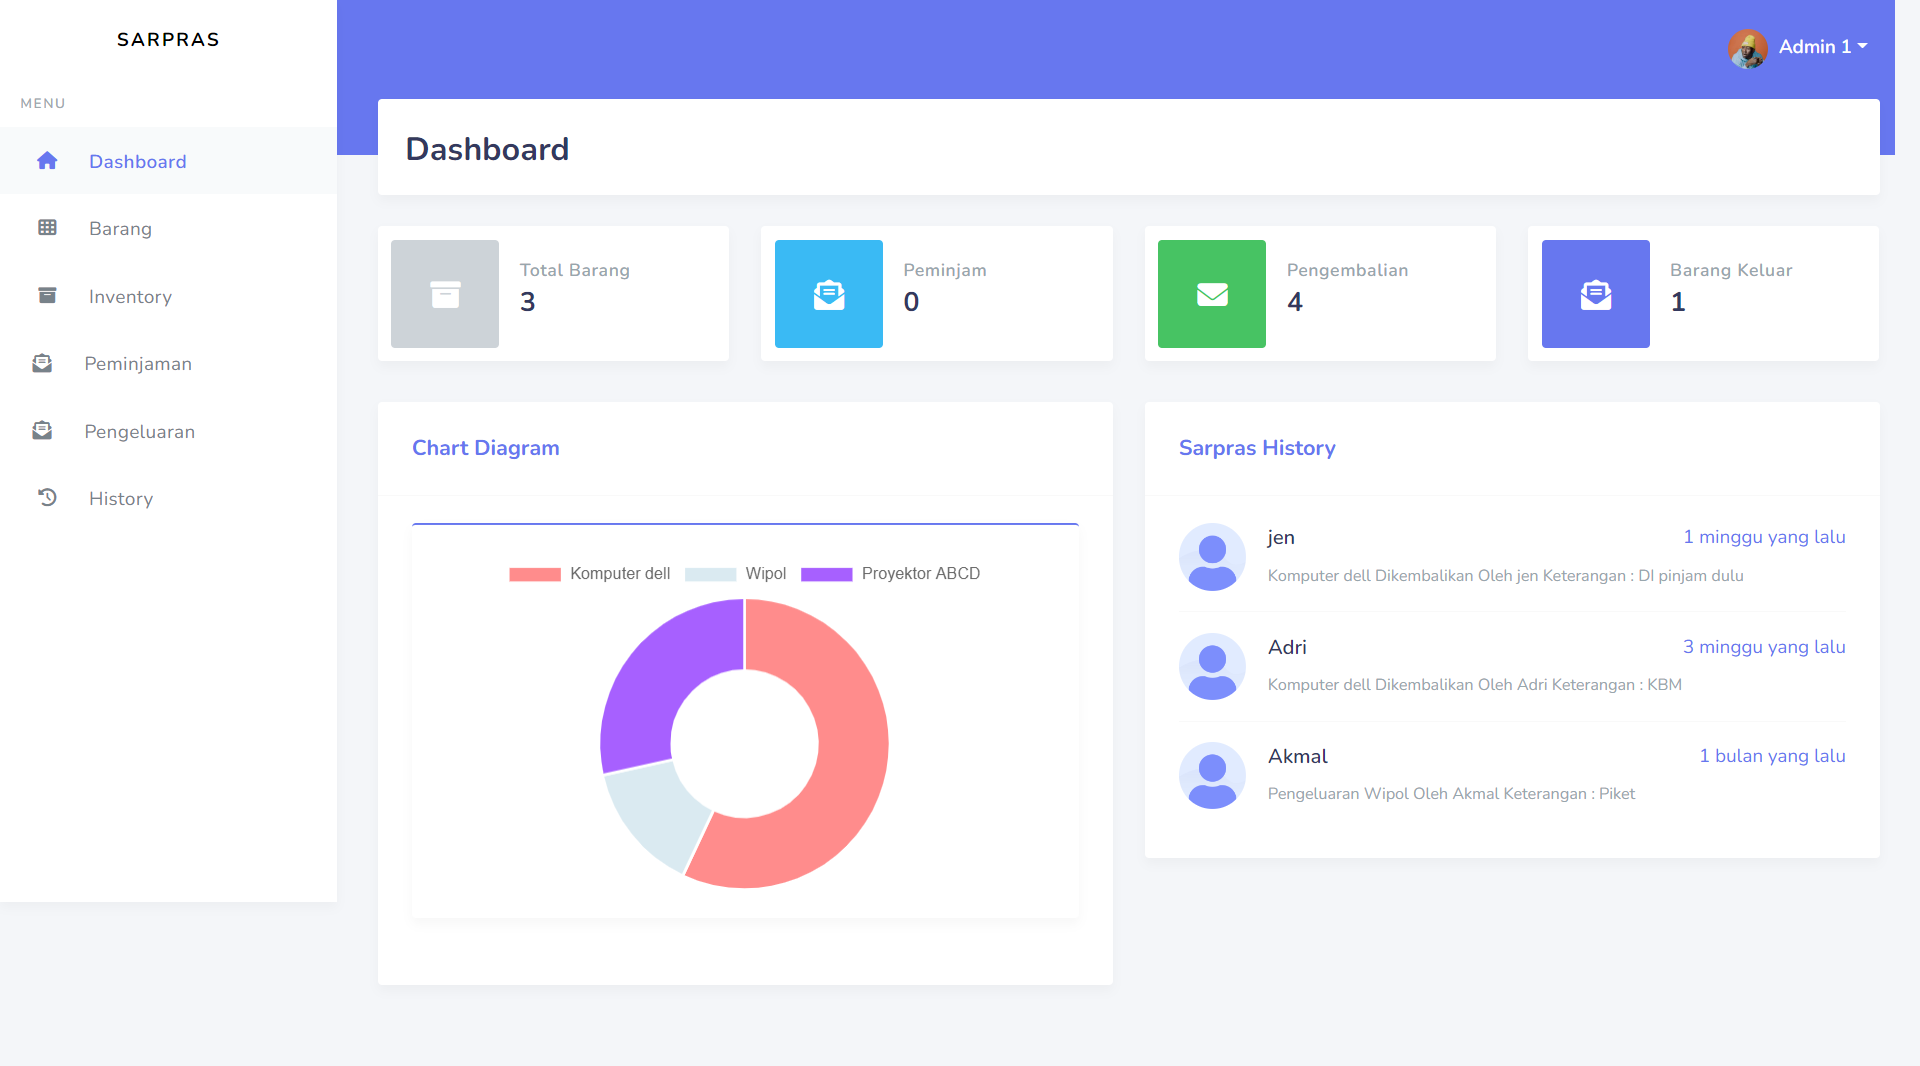 SARPRAS
Admin 1
MENU
Dashboard
Barang
Inventory
Peminjaman
Pengeluaran
History
Dashboard
Total Barang
3
Peminjam
0
Pengembalian
4
Barang Keluar
1
Chart Diagram
Komputer dell Wipol Proyektor ABCD
Sarpras History
jen 1 minggu yang lalu
Komputer dell Dikembalikan Oleh jen Keterangan : DI pinjam dulu
Adri 3 minggu yang lalu
Komputer dell Dikembalikan Oleh Adri Keterangan : KBM
Akmal 1 bulan yang lalu
Pengeluaran Wipol Oleh Akmal Keterangan : Piket